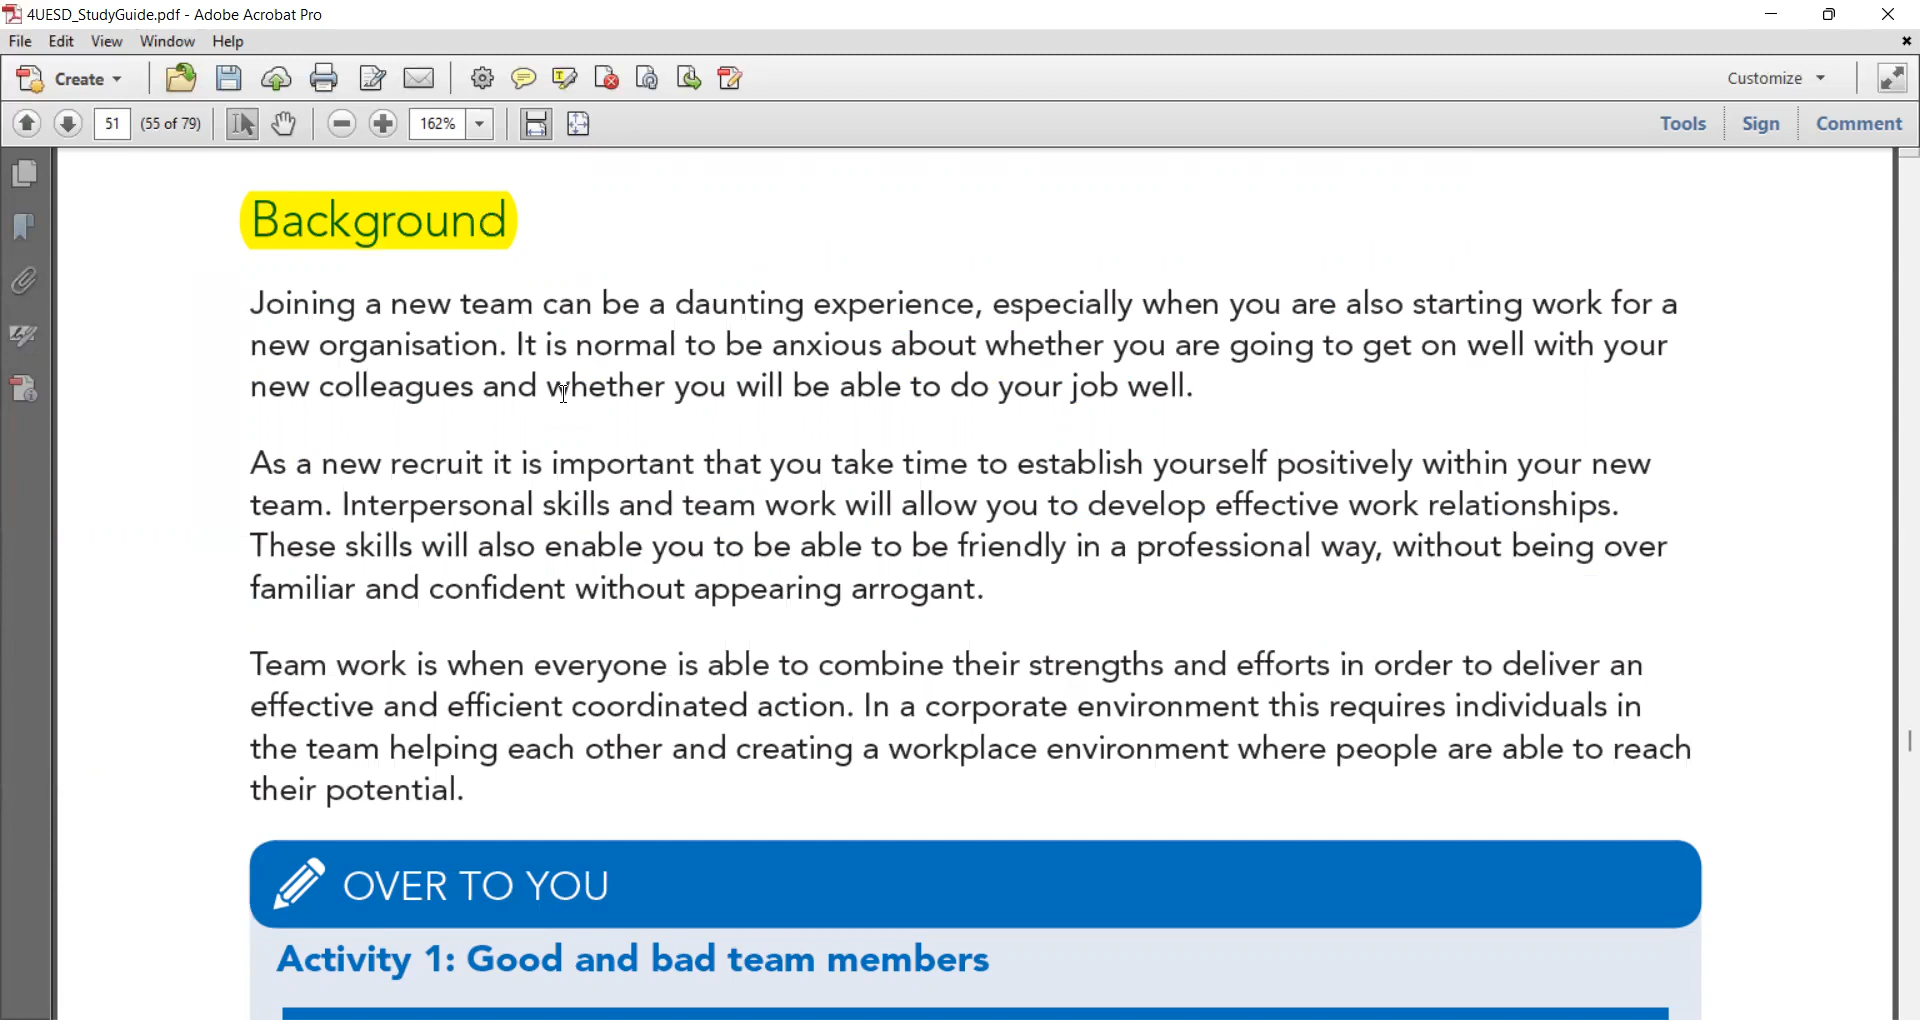 4UESD_StudyGuide.pdf - Adobe Acrobat Pro
File Edit View Window Help
Create
Customize
51 (55 of 79)
162%
Tools Sign Comment
Background
Joining a new team can be a daunting experience, especially when you are also starting work for a
new organisation. It is normal to be anxious about whether you are going to get on well with your
new colleagues and whether you will be able to do your job well.
As a new recruit it is important that you take time to establish yourself positively within your new
team. Interpersonal skills and team work will allow you to develop effective work relationships.
These skills will also enable you to be able to be friendly in a professional way, without being over
familiar and confident without appearing arrogant.
Team work is when everyone is able to combine their strengths and efforts in order to deliver an
effective and efficient coordinated action. In a corporate environment this requires individuals in
the team helping each other and creating a workplace environment where people are able to reach
their potential.
OVER TO YOU
Activity 1: Good and bad team members